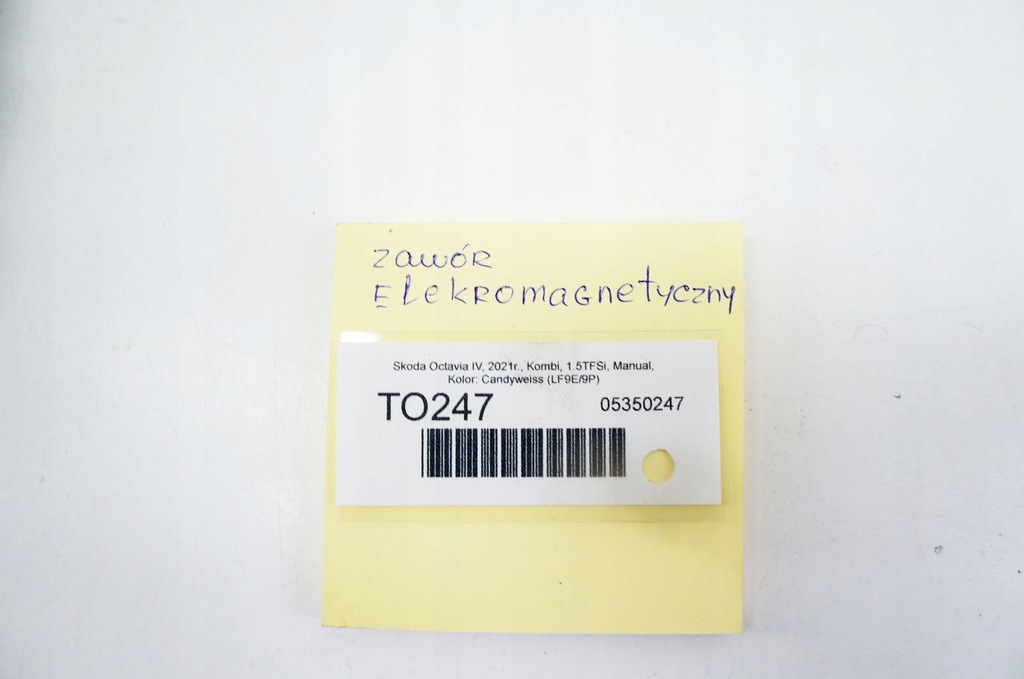 zawór
Elekromagnetyczny
Skoda Octavia IV, 2021r., Kombi, 1.5TFSi, Manual,
Kolor: Candyweiss (LF9E/9P)
TO247
05350247